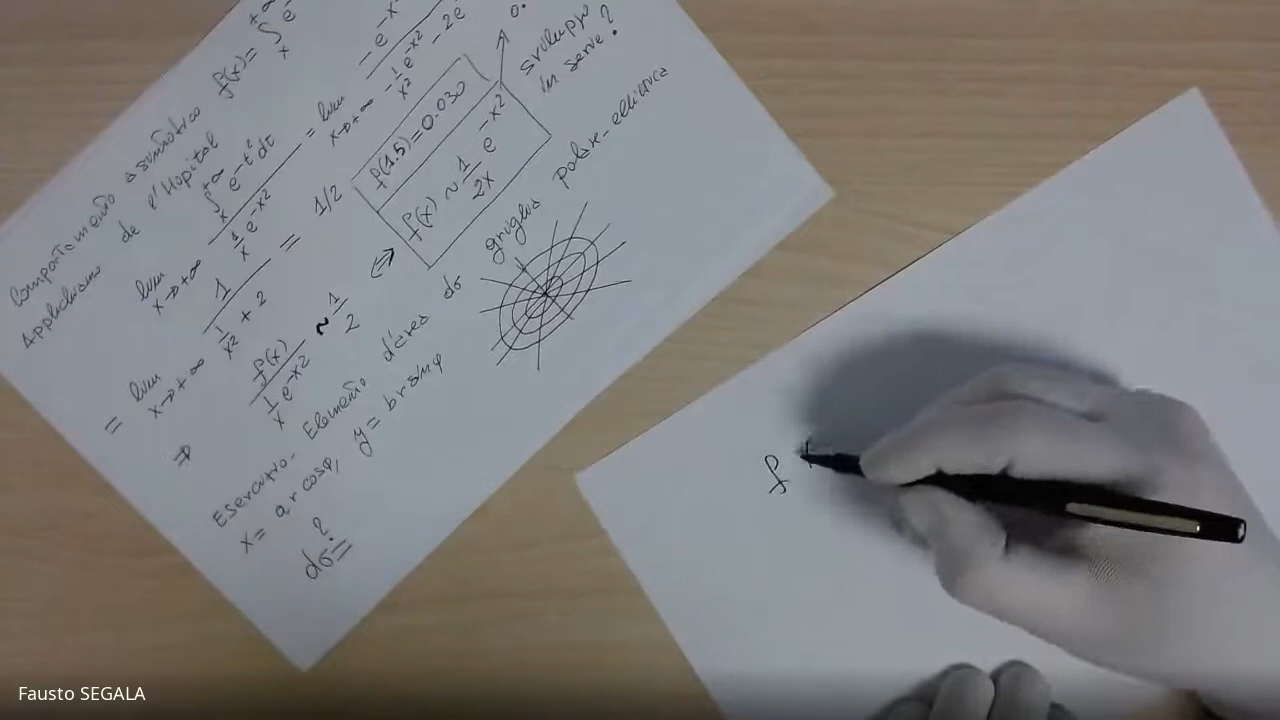 Comportamento asintotico f(x) = ∫ₓ^+∞ e^-
Applichiamo de l'Hopital
lim x→+∞ ∫ₓ^+∞ e^-t² dt / (1/x e^-x²) = lim x→+∞ -e^-x² / (-1/x² e^-x² - 2e
= lim x→+∞ 1 / (1/x² + 2) = 1/2
f(1.5) = 0.030
0.
⇒ f(x) / (1/x e^-x²) ~ 1/2 ⇔ f(x) ~ 1/2x e^-x²
sviluppo
in serie?
Esercizio. Elemento d'area dσ griglia polar-ellittica
x = a r cosφ, y = b r sinφ
dσ = ?
f
Fausto SEGALA